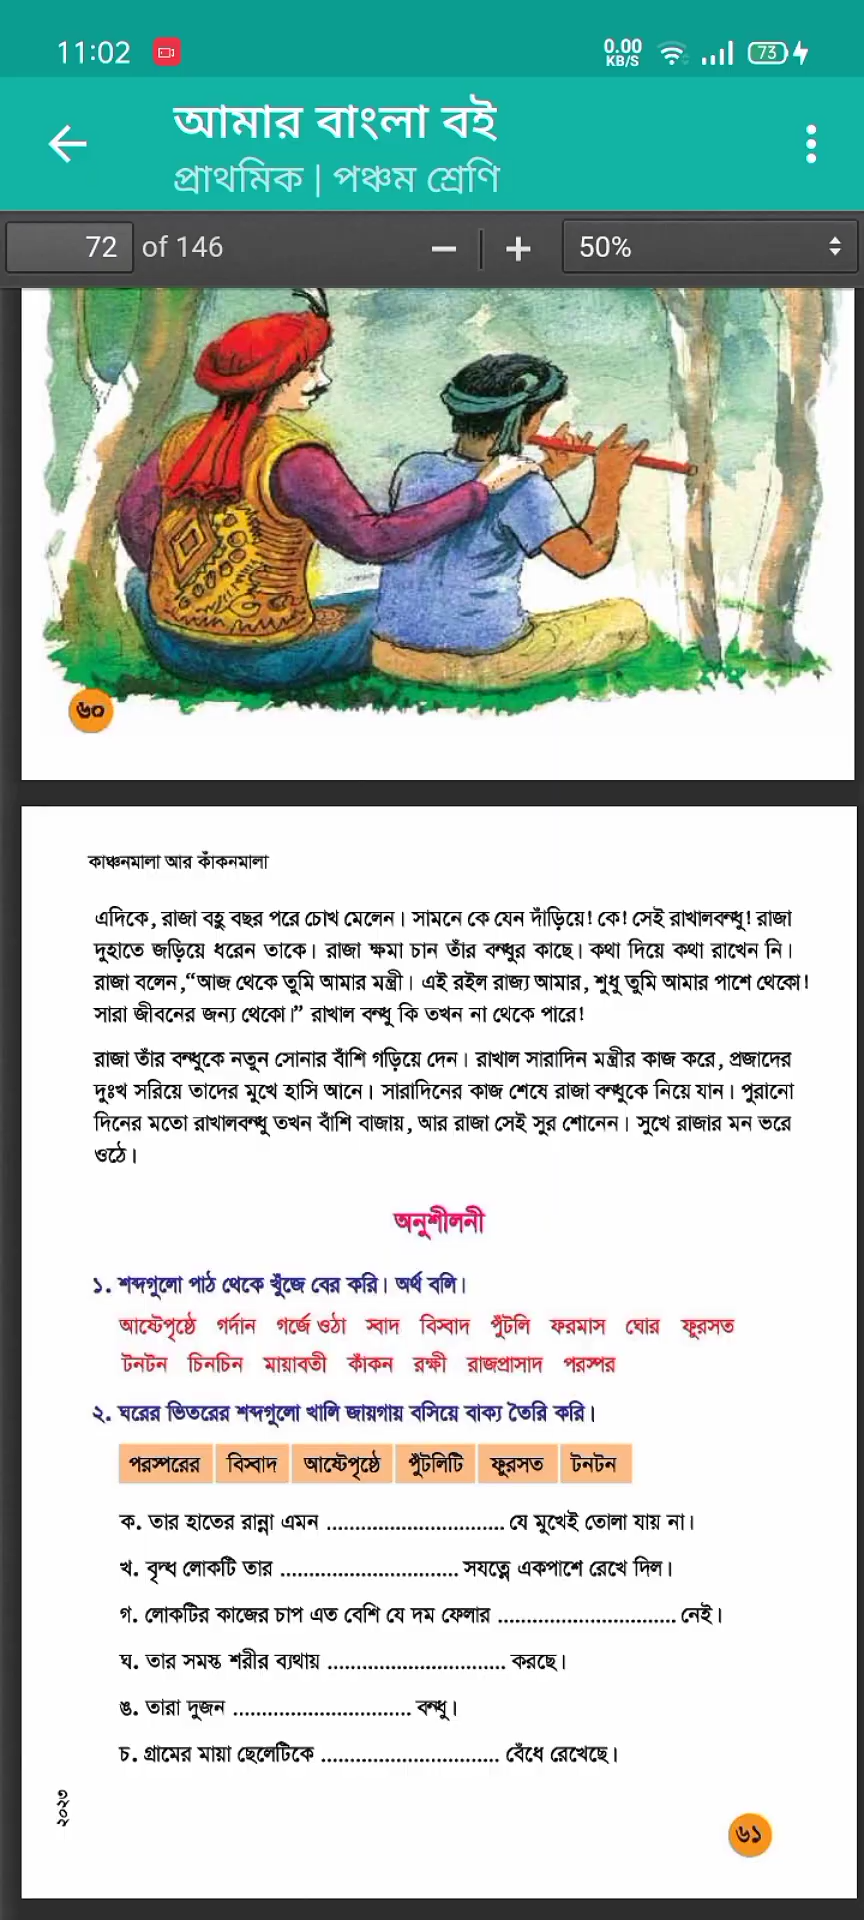 11:02
0.00
KB/S
73
আমার বাংলা বই
প্রাথমিক | পঞ্চম শ্রেণি
72 of 146
50%
৬০
কাঞ্চনমালা আর কাঁকনমালা
এদিকে, রাজা বহু বছর পরে চোখ মেলেন। সামনে কে যেন দাঁড়িয়ে! কে! সেই রাখালবন্ধু! রাজা
দুহাতে জড়িয়ে ধরেন তাকে। রাজা ক্ষমা চান তাঁর বন্ধুর কাছে। কথা দিয়ে কথা রাখেন নি।
রাজা বলেন,“আজ থেকে তুমি আমার মন্ত্রী। এই রইল রাজ্য আমার, শুধু তুমি আমার পাশে থেকো!
সারা জীবনের জন্য থেকো।” রাখাল বন্ধু কি তখন না থেকে পারে!
রাজা তাঁর বন্ধুকে নতুন সোনার বাঁশি গড়িয়ে দেন। রাখাল সারাদিন মন্ত্রীর কাজ করে, প্রজাদের
দুঃখ সরিয়ে তাদের মুখে হাসি আনে। সারাদিনের কাজ শেষে রাজা বন্ধুকে নিয়ে যান। পুরানো
দিনের মতো রাখালবন্ধু তখন বাঁশি বাজায়, আর রাজা সেই সুর শোনেন। সুখে রাজার মন ভরে
ওঠে।
অনুশীলনী
১. শব্দগুলো পাঠ থেকে খুঁজে বের করি। অর্থ বলি।
আষ্টেপৃষ্ঠে গর্দান গর্জে ওঠা স্বাদ বিস্বাদ পুঁটলি ফরমাস ঘোর ফুরসত
টনটন চিনচিন মায়াবতী কাঁকন রক্ষী রাজপ্রাসাদ পরস্পর
২. ঘরের ভিতরের শব্দগুলো খালি জায়গায় বসিয়ে বাক্য তৈরি করি।
পরস্পরের বিস্বাদ আষ্টেপৃষ্ঠে পুঁটলিটি ফুরসত টনটন
ক. তার হাতের রান্না এমন ............................... যে মুখেই তোলা যায় না।
খ. বৃদ্ধ লোকটি তার ............................... সযত্নে একপাশে রেখে দিল।
গ. লোকটির কাজের চাপ এত বেশি যে দম ফেলার ............................... নেই।
ঘ. তার সমস্ত শরীর ব্যথায় ............................... করছে।
ঙ. তারা দুজন ............................... বন্ধু।
চ. গ্রামের মায়া ছেলেটিকে ............................... বেঁধে রেখেছে।
২০২৩
৬১